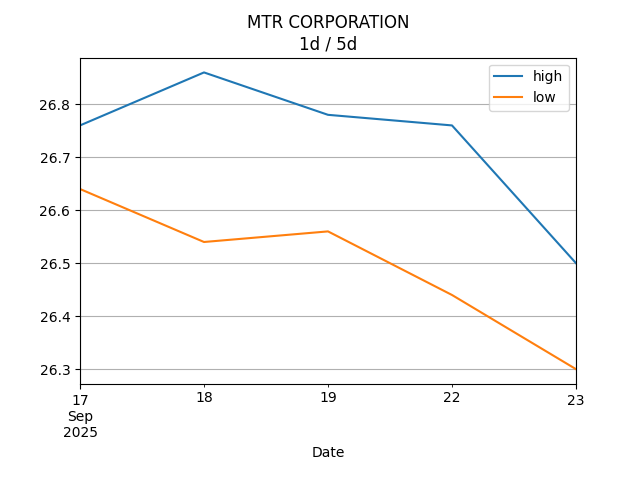 MTR CORPORATION
1d / 5d
high
low
26.8
26.7
26.6
26.5
26.4
26.3
17 18 19 22 23
Sep
2025
Date